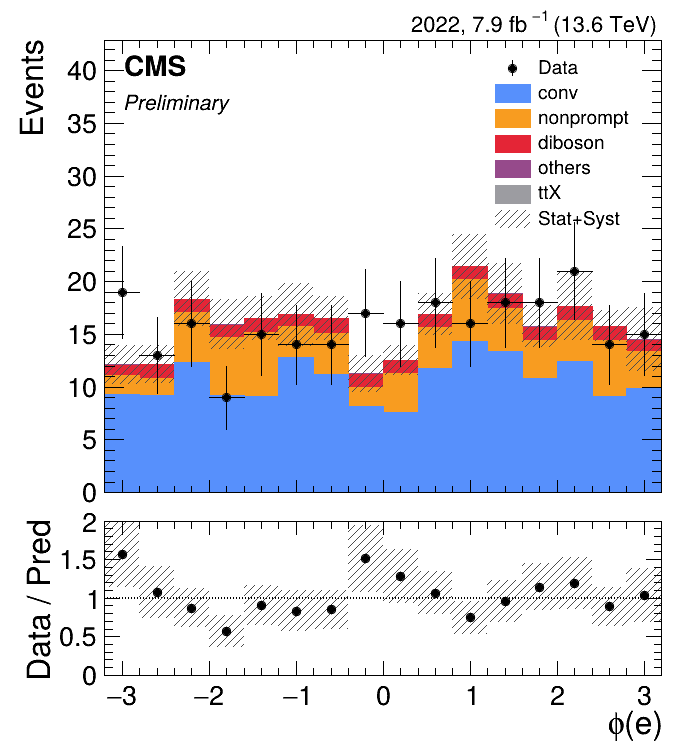 2022, 7.9 fb⁻¹ (13.6 TeV)
Events
40
35
30
25
20
15
10
5
0
CMS
Preliminary
Data
conv
nonprompt
diboson
others
ttX
Stat+Syst
Data / Pred
2
1.5
1
0.5
0
−3 −2 −1 0 1 2 3
ϕ(e)